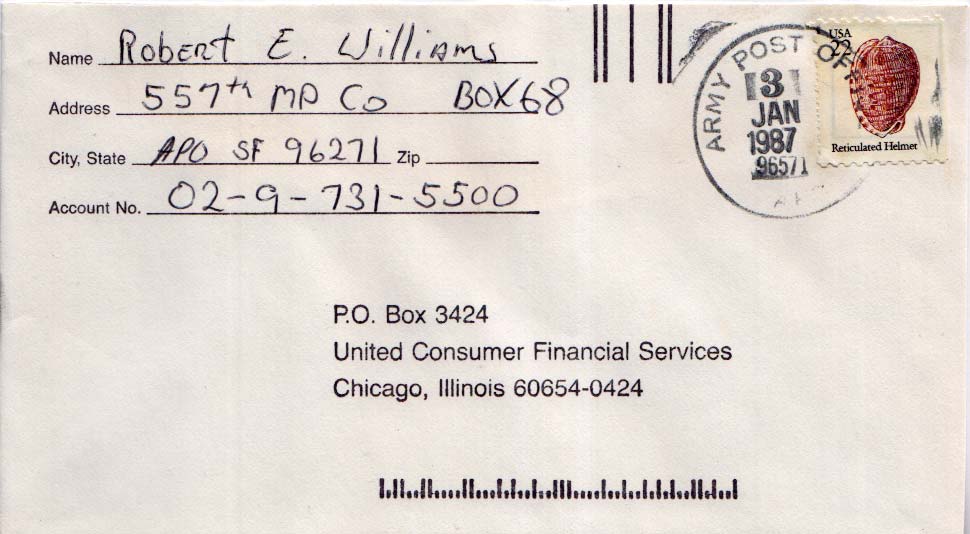 Name Robert E. Williams
Address 557th MP Co BOX 68
City, State APO SF 96271 Zip
Account No. 02-9-731-5500
ARMY POST OFF
3
JAN
1987
96571
USA
22
Reticulated Helmet
P.O. Box 3424
United Consumer Financial Services
Chicago, Illinois 60654-0424